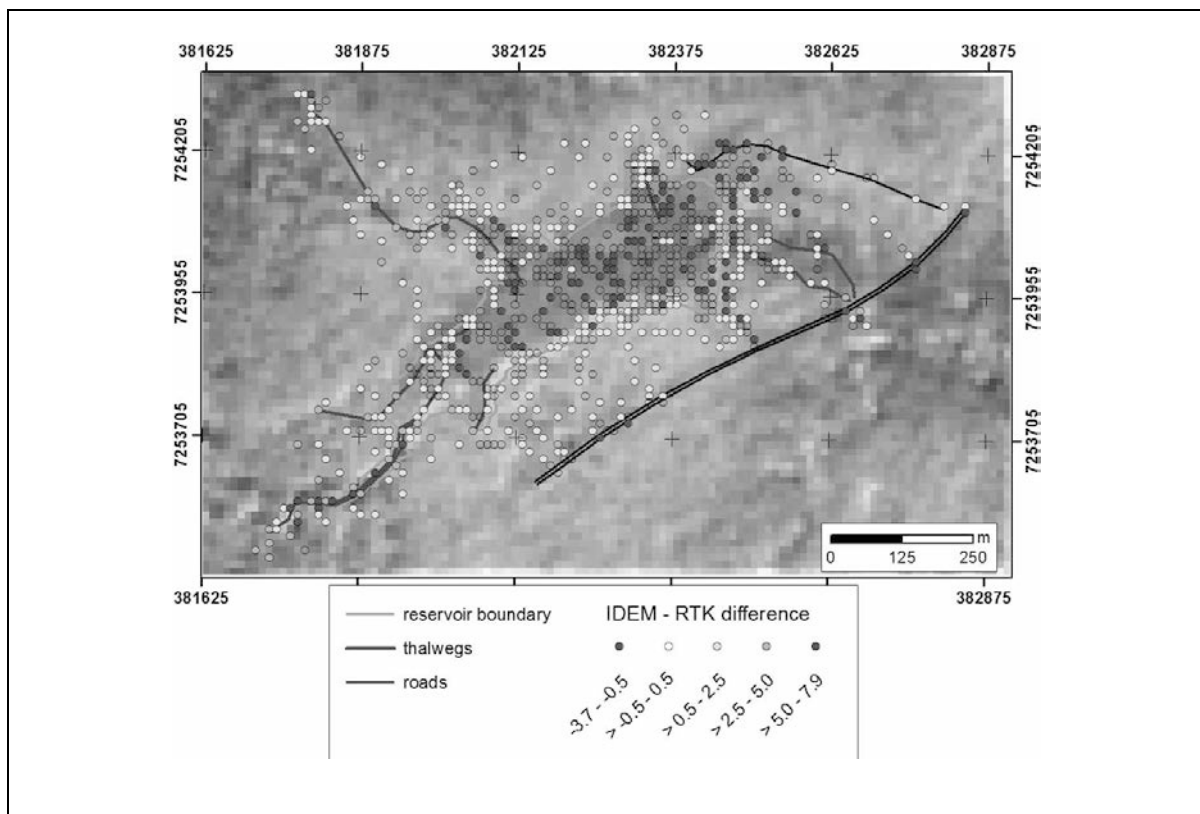 381625 381875 382125 382375 382625 382875
7254205 7254205
7253955 7253955
7253705 7253705
m
0 125 250
381625 382875
reservoir boundary
thalwegs
roads
IDEM - RTK difference
-3.7 - -0.5
> -0.5 - 0.5
> 0.5 - 2.5
> 2.5 - 5.0
> 5.0 - 7.9